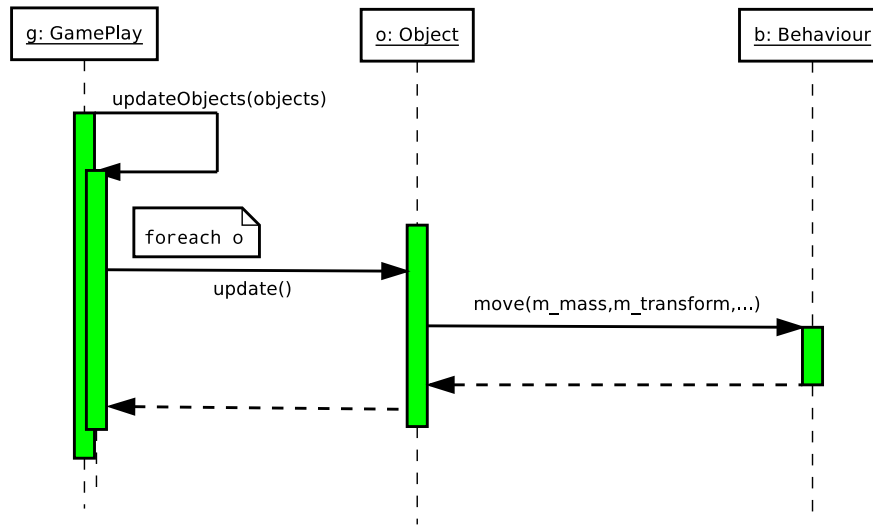 g: GamePlay
o: Object
b: Behaviour
updateObjects(objects)
foreach o
update()
move(m_mass,m_transform,...)